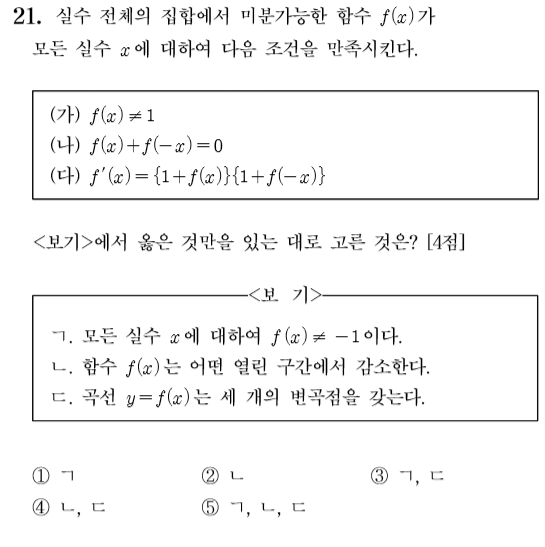 21. 실수 전체의 집합에서 미분가능한 함수 f(x)가
모든 실수 x에 대하여 다음 조건을 만족시킨다.
(가) f(x)≠1
(나) f(x)+f(-x)=0
(다) f'(x)={1+f(x)}{1+f(-x)}
<보기>에서 옳은 것만을 있는 대로 고른 것은? [4점]
<보 기>
ㄱ. 모든 실수 x에 대하여 f(x)≠-1이다.
ㄴ. 함수 f(x)는 어떤 열린 구간에서 감소한다.
ㄷ. 곡선 y=f(x)는 세 개의 변곡점을 갖는다.
① ㄱ ② ㄴ ③ ㄱ, ㄷ
④ ㄴ, ㄷ ⑤ ㄱ, ㄴ, ㄷ